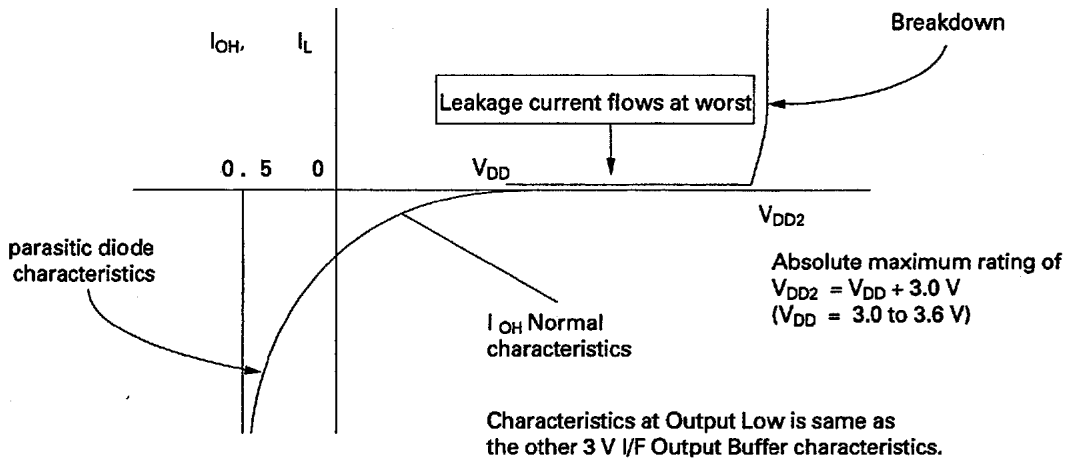 Breakdown
I_OH, I_L
Leakage current flows at worst
0.5 0
V_DD
V_DD2
parasitic diode
characteristics
Absolute maximum rating of
V_DD2 = V_DD + 3.0 V
(V_DD = 3.0 to 3.6 V)
I_OH Normal
characteristics
Characteristics at Output Low is same as
the other 3 V I/F Output Buffer characteristics.